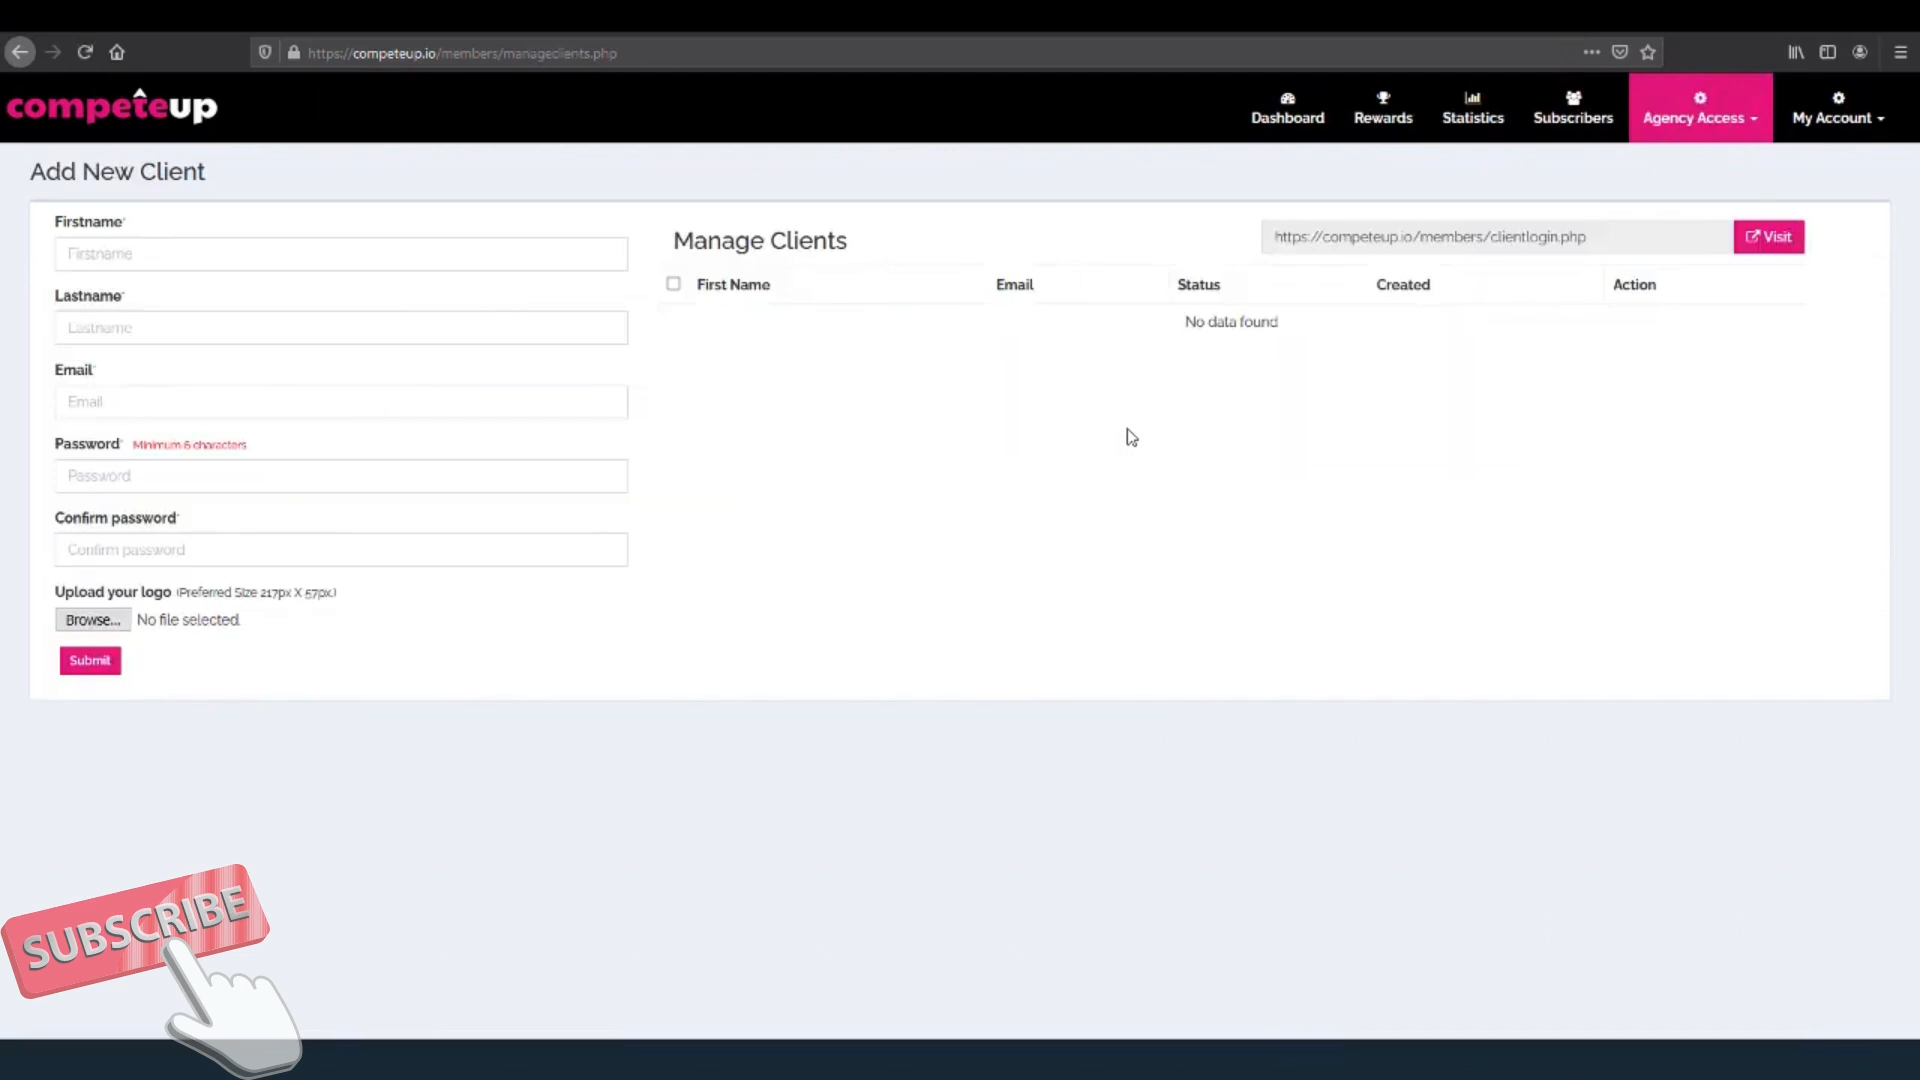 https://competeup.io/members/manageclients.php
competeup
Dashboard
Rewards
Statistics
Subscribers
Agency Access
My Account
Add New Client
Firstname*
Firstname
Lastname*
Lastname
Email*
Email
Password* Minimum 6 characters
Password
Confirm password*
Confirm password
Upload your logo (Preferred Size 217px X 57px)
Browse... No file selected.
Submit
Manage Clients
https://competeup.io/members/clientlogin.php
Visit
First Name Email Status Created Action
No data found
SUBSCRIBE